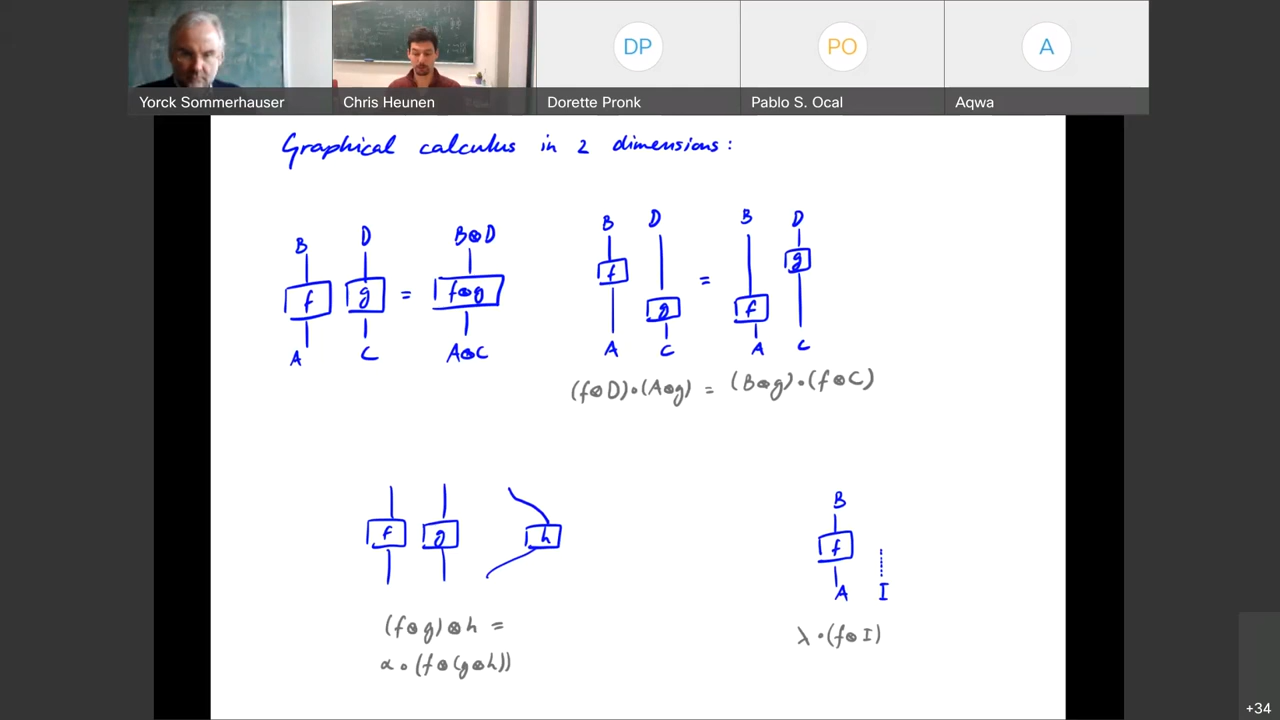 DP
PO
A
Yorck Sommerhauser
Chris Heunen
Dorette Pronk
Pablo S. Ocal
Aqwa
Graphical calculus in 2 dimensions:
B D B⊗D
f g = f⊗g
A C A⊗C
B D B D
f g = f g
A C A C
(f⊗D)∘(A⊗g) = (B⊗g)∘(f⊗C)
f g h
(f⊗g)⊗h =
α∘(f⊗(g⊗h))
B
f
A I
λ∘(f⊗I)
+34